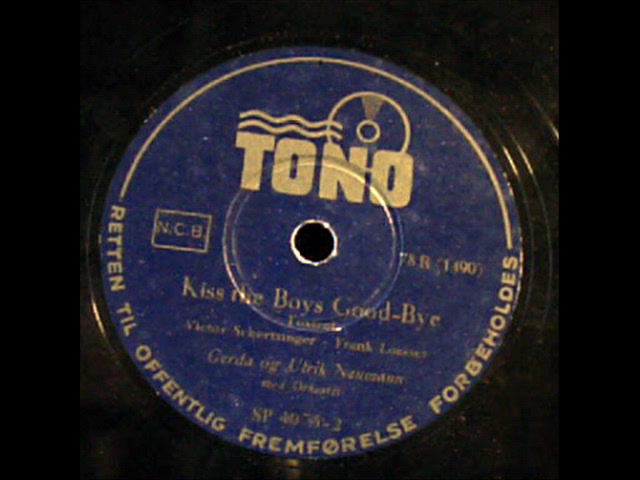 TONO
N.C.B.
78-R (1490)
Kiss the Boys Good-Bye
Foxtrot
Victor Schertzinger - Frank Loesser
Gerda og Ulrik Neumann
med Orkester
SP
RETTEN TIL OFFENTLIG FREMFØRELSE FORBEHOLDES